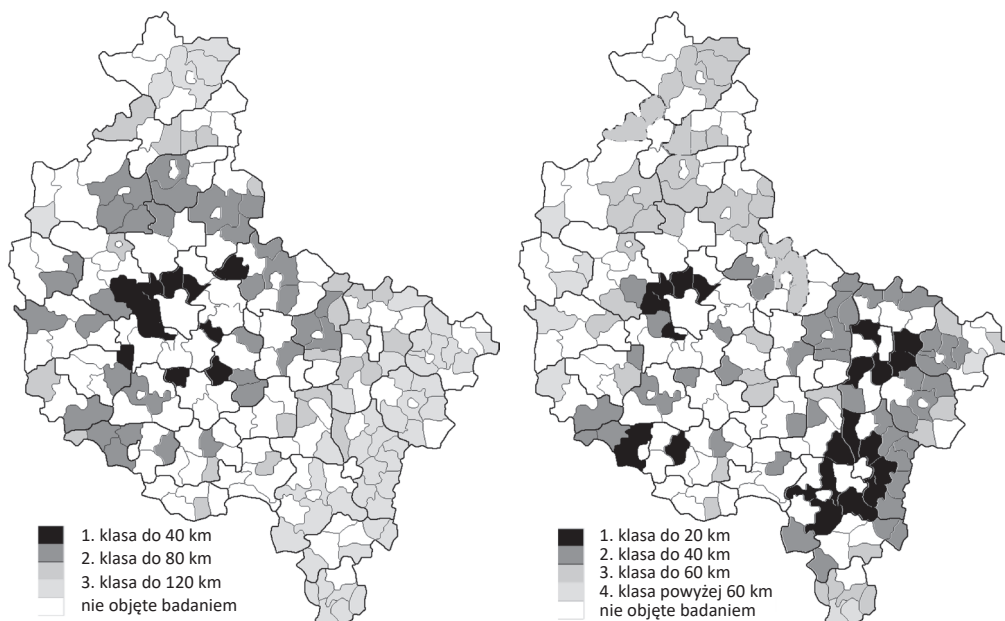 1. klasa do 40 km
2. klasa do 80 km
3. klasa do 120 km
nie objęte badaniem
1. klasa do 20 km
2. klasa do 40 km
3. klasa do 60 km
4. klasa powyżej 60 km
nie objęte badaniem